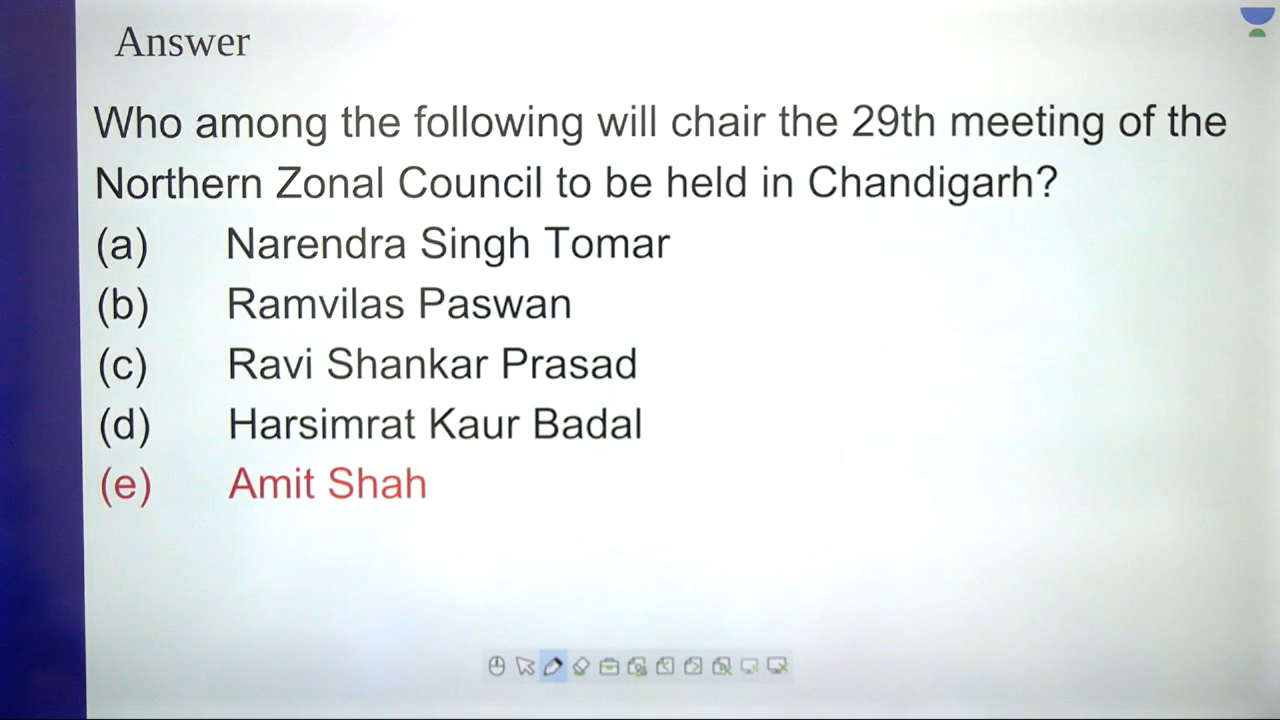 Answer
Who among the following will chair the 29th meeting of the
Northern Zonal Council to be held in Chandigarh?
(a) Narendra Singh Tomar
(b) Ramvilas Paswan
(c) Ravi Shankar Prasad
(d) Harsimrat Kaur Badal
(e) Amit Shah